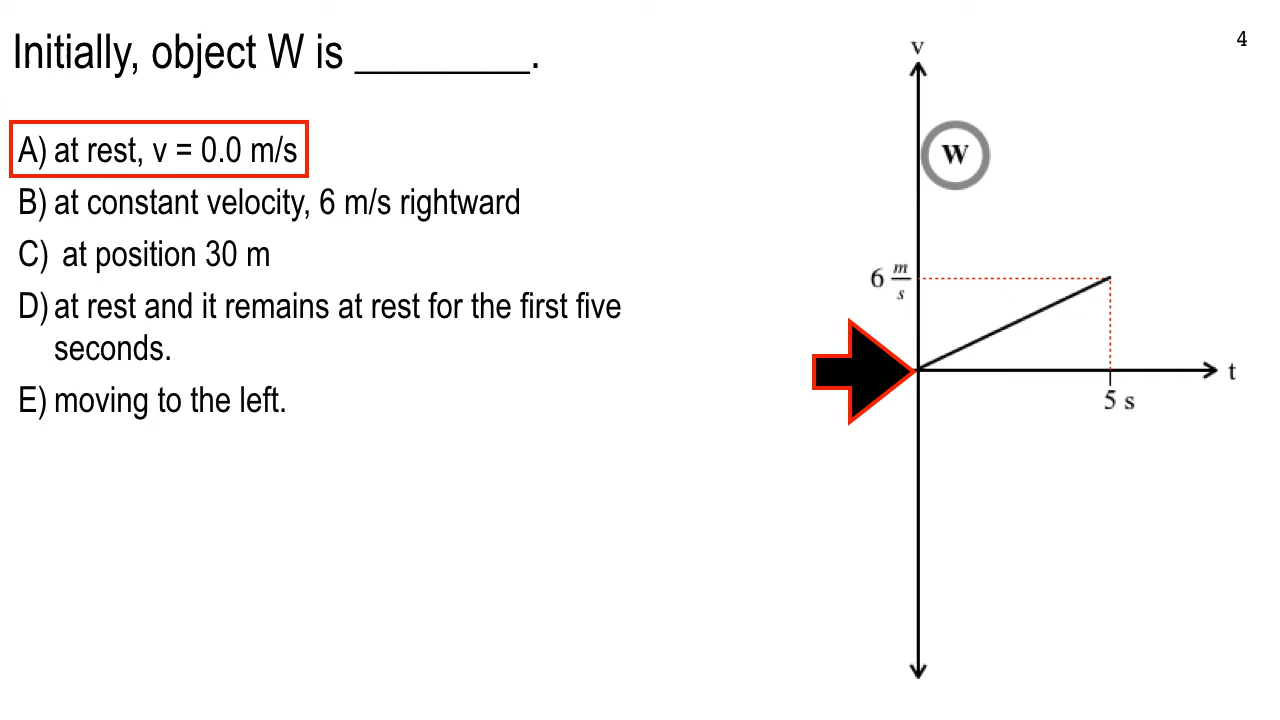 4
Initially, object W is _________.
A) at rest, v = 0.0 m/s
B) at constant velocity, 6 m/s rightward
C) at position 30 m
D) at rest and it remains at rest for the first five
seconds.
E) moving to the left.
v
W
6 m/s
t
5 s